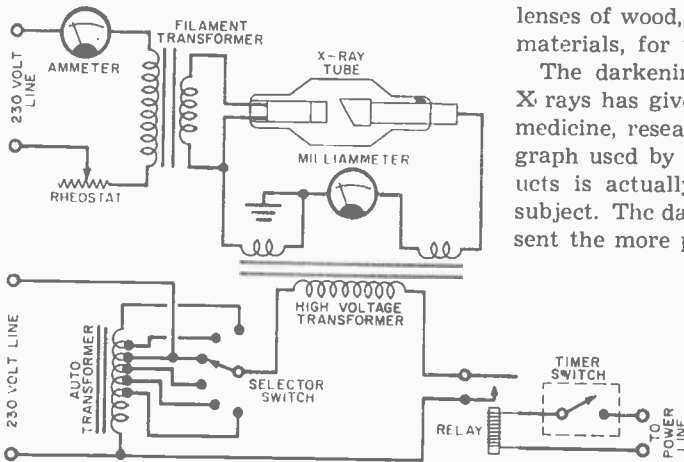 FILAMENT
TRANSFORMER
AMMETER
230 VOLT
LINE
RHEOSTAT
X-RAY
TUBE
MILLIAMMETER
HIGH VOLTAGE
TRANSFORMER
230 VOLT LINE
AUTO
TRANSFORMER
SELECTOR
SWITCH
RELAY
TIMER
SWITCH
TO
POWER
LINE
lenses of wood,
materials, for
The darkenin
X rays has give
medicine, resea
graph used by
ucts is actually
subject. The da
sent the more p